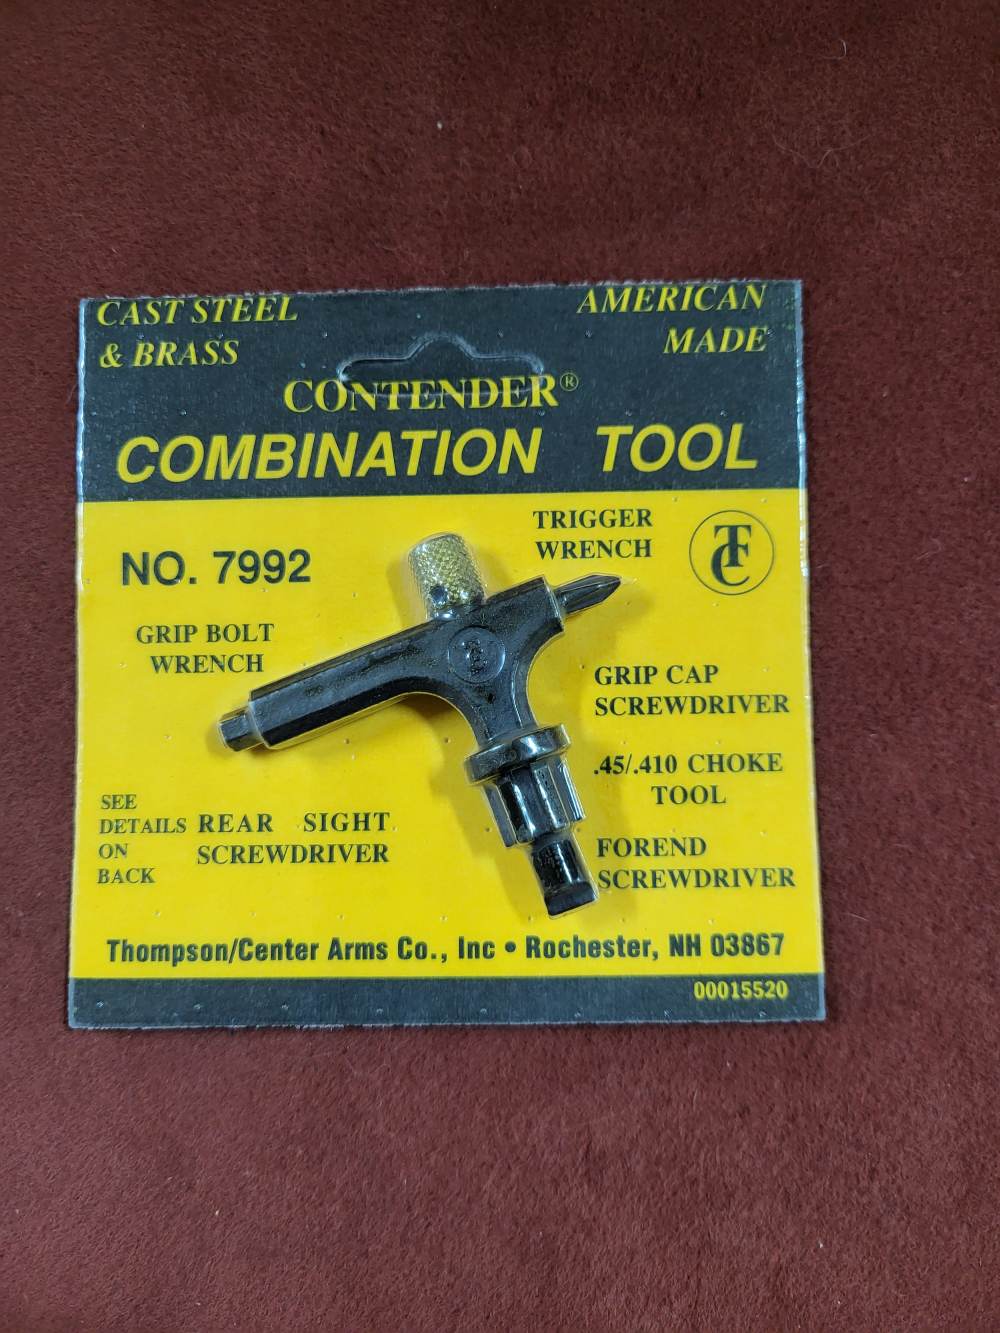 CAST STEEL
& BRASS
AMERICAN
MADE
CONTENDER®
COMBINATION TOOL
NO. 7992
TRIGGER
WRENCH
TC
GRIP BOLT
WRENCH
GRIP CAP
SCREWDRIVER
.45/.410 CHOKE
TOOL
SEE
DETAILS
ON
BACK
REAR SIGHT
SCREWDRIVER
FOREND
SCREWDRIVER
Thompson/Center Arms Co., Inc • Rochester, NH 03867
00015520